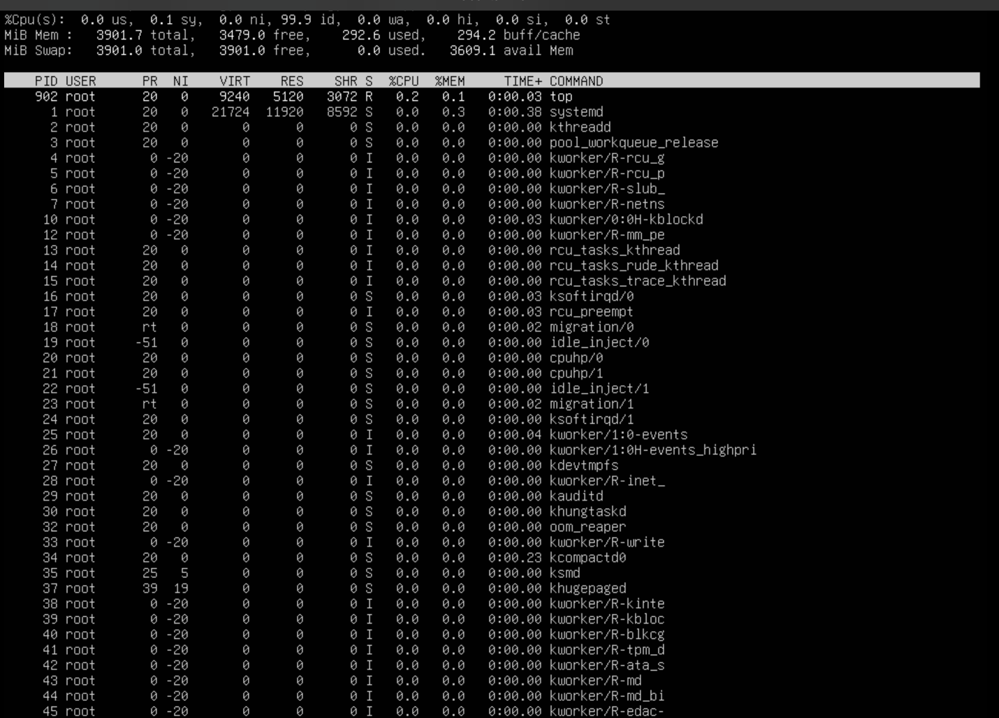 %Cpu(s):  0.0 us,  0.1 sy,  0.0 ni, 99.9 id,  0.0 wa,  0.0 hi,  0.0 si,  0.0 st
MiB Mem :   3901.7 total,   3479.0 free,    292.6 used,    294.2 buff/cache
MiB Swap:   3901.0 total,   3901.0 free,      0.0 used.   3609.1 avail Mem
PID USER      PR  NI    VIRT    RES    SHR S  %CPU  %MEM     TIME+ COMMAND
902 root      20   0    9240   5120   3072 R   0.2   0.1   0:00.03 top
1 root      20   0   21724  11920   8592 S   0.0   0.3   0:00.38 systemd
2 root      20   0       0      0      0 S   0.0   0.0   0:00.00 kthreadd
3 root      20   0       0      0      0 S   0.0   0.0   0:00.00 pool_workqueue_release
4 root       0 -20       0      0      0 I   0.0   0.0   0:00.00 kworker/R-rcu_g
5 root       0 -20       0      0      0 I   0.0   0.0   0:00.00 kworker/R-rcu_p
6 root       0 -20       0      0      0 I   0.0   0.0   0:00.00 kworker/R-slub_
7 root       0 -20       0      0      0 I   0.0   0.0   0:00.00 kworker/R-netns
10 root       0 -20       0      0      0 I   0.0   0.0   0:00.03 kworker/0:0H-kblockd
12 root       0 -20       0      0      0 I   0.0   0.0   0:00.00 kworker/R-mm_pe
13 root      20   0       0      0      0 I   0.0   0.0   0:00.00 rcu_tasks_kthread
14 root      20   0       0      0      0 I   0.0   0.0   0:00.00 rcu_tasks_rude_kthread
15 root      20   0       0      0      0 I   0.0   0.0   0:00.00 rcu_tasks_trace_kthread
16 root      20   0       0      0      0 S   0.0   0.0   0:00.03 ksoftirqd/0
17 root      20   0       0      0      0 I   0.0   0.0   0:00.03 rcu_preempt
18 root      rt   0       0      0      0 S   0.0   0.0   0:00.02 migration/0
19 root     -51   0       0      0      0 S   0.0   0.0   0:00.00 idle_inject/0
20 root      20   0       0      0      0 S   0.0   0.0   0:00.00 cpuhp/0
21 root      20   0       0      0      0 S   0.0   0.0   0:00.00 cpuhp/1
22 root     -51   0       0      0      0 S   0.0   0.0   0:00.00 idle_inject/1
23 root      rt   0       0      0      0 S   0.0   0.0   0:00.02 migration/1
24 root      20   0       0      0      0 S   0.0   0.0   0:00.00 ksoftirqd/1
25 root      20   0       0      0      0 I   0.0   0.0   0:00.04 kworker/1:0-events
26 root       0 -20       0      0      0 I   0.0   0.0   0:00.00 kworker/1:0H-events_highpri
27 root      20   0       0      0      0 S   0.0   0.0   0:00.00 kdevtmpfs
28 root       0 -20       0      0      0 I   0.0   0.0   0:00.00 kworker/R-inet_
29 root      20   0       0      0      0 S   0.0   0.0   0:00.00 kauditd
30 root      20   0       0      0      0 S   0.0   0.0   0:00.00 khungtaskd
32 root      20   0       0      0      0 S   0.0   0.0   0:00.00 oom_reaper
33 root       0 -20       0      0      0 I   0.0   0.0   0:00.00 kworker/R-write
34 root      20   0       0      0      0 S   0.0   0.0   0:00.23 kcompactd0
35 root      25   5       0      0      0 S   0.0   0.0   0:00.00 ksmd
37 root      39  19       0      0      0 S   0.0   0.0   0:00.00 khugepaged
38 root       0 -20       0      0      0 I   0.0   0.0   0:00.00 kworker/R-kinte
39 root       0 -20       0      0      0 I   0.0   0.0   0:00.00 kworker/R-kbloc
40 root       0 -20       0      0      0 I   0.0   0.0   0:00.00 kworker/R-blkcg
41 root       0 -20       0      0      0 I   0.0   0.0   0:00.00 kworker/R-tpm_d
42 root       0 -20       0      0      0 I   0.0   0.0   0:00.00 kworker/R-ata_s
43 root       0 -20       0      0      0 I   0.0   0.0   0:00.00 kworker/R-md
44 root       0 -20       0      0      0 I   0.0   0.0   0:00.00 kworker/R-md_bi
45 root       0 -20       0      0      0 I   0.0   0.0   0:00.00 kworker/R-edac-